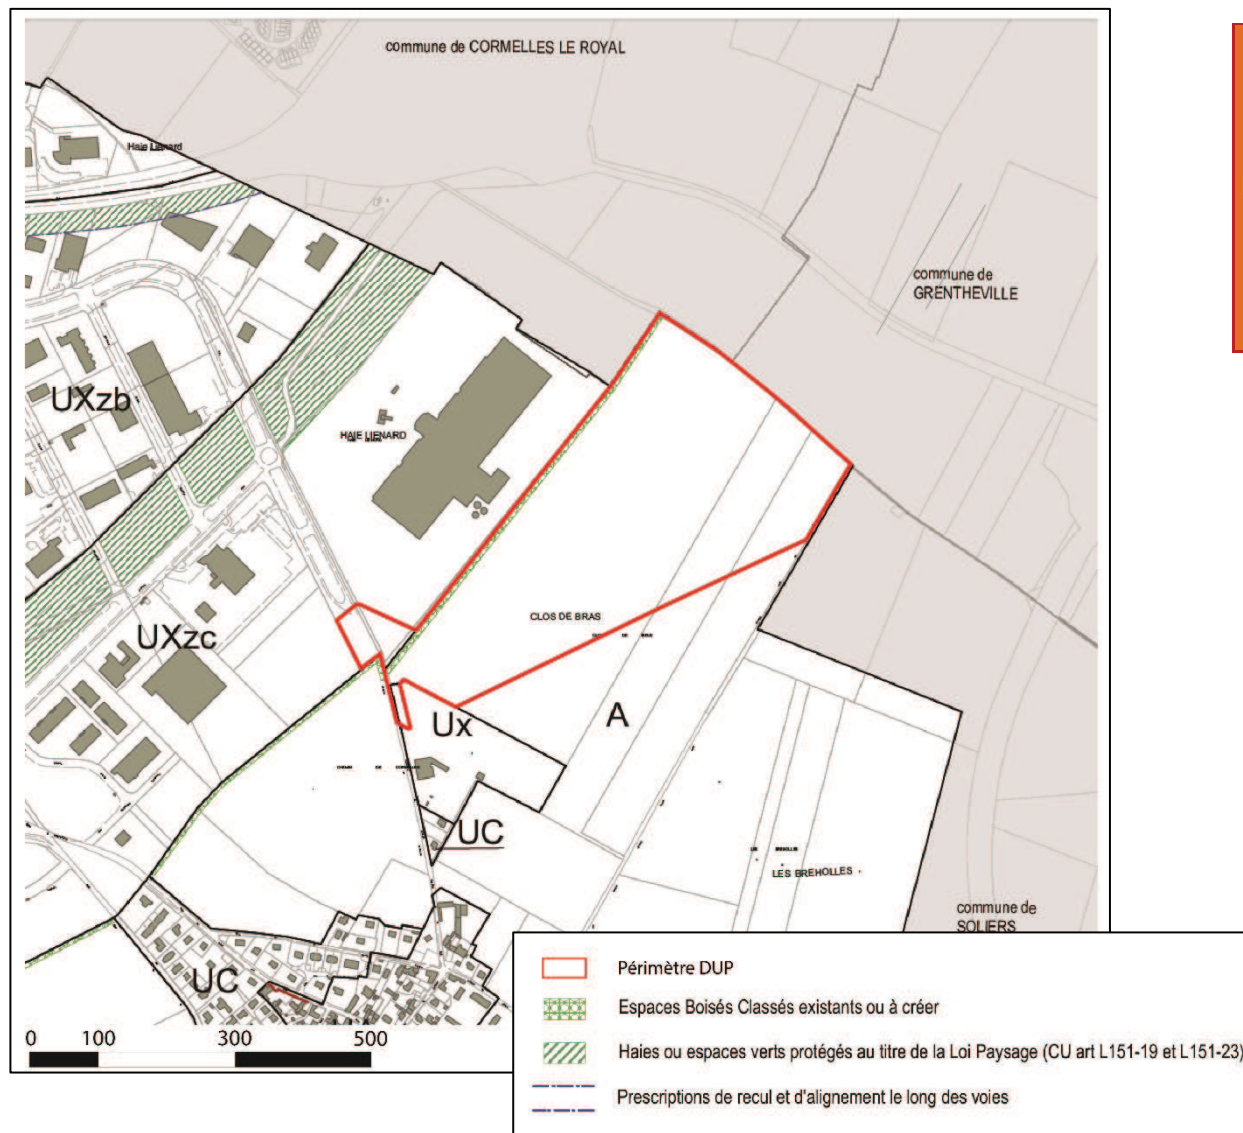 commune de CORMELLES LE ROYAL
Haie Lienard
commune de
GRENTHEVILLE
UXzb
HAIE LIENARD
CLOS DE BRAS
UXzc
Ux
A
UC
LES BREHOLLES
commune de
SOLIERS
UC
0 100 300 500
Périmètre DUP
Espaces Boisés Classés existants ou à créer
Haies ou espaces verts protégés au titre de la Loi Paysage (CU art L151-19 et L151-23)
Prescriptions de recul et d'alignement le long des voies